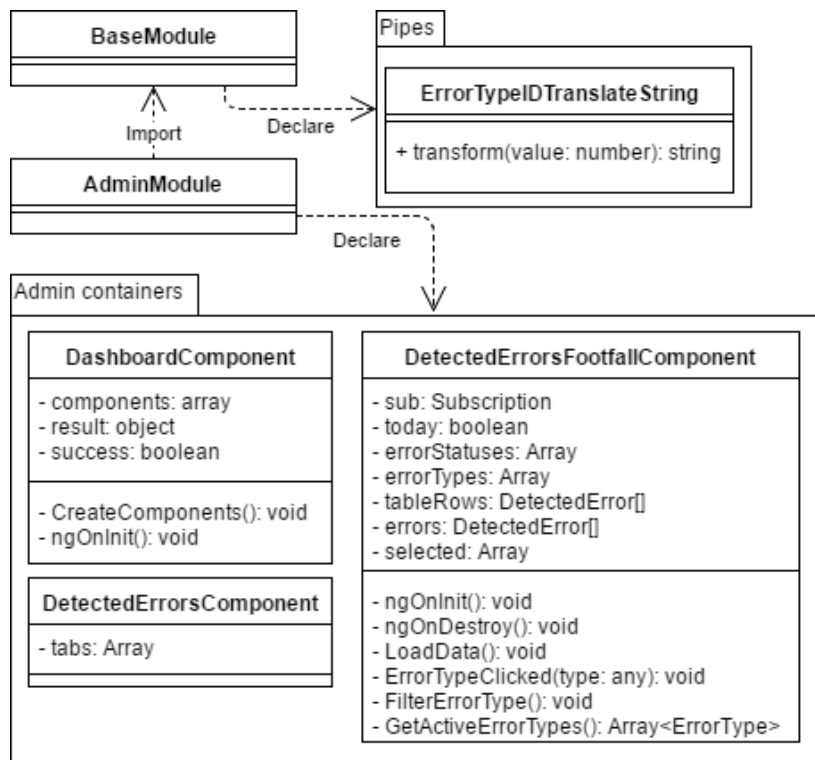 BaseModule
Pipes
ErrorTypeIDTranslateString
+ transform(value: number): string
Import
Declare
AdminModule
Declare
Admin containers
DashboardComponent
- components: array
- result: object
- success: boolean
- CreateComponents(): void
- ngOnInit(): void
DetectedErrorsComponent
- tabs: Array
DetectedErrorsFootfallComponent
- sub: Subscription
- today: boolean
- errorStatuses: Array
- errorTypes: Array
- tableRows: DetectedError[]
- errors: DetectedError[]
- selected: Array
- ngOnInit(): void
- ngOnDestroy(): void
- LoadData(): void
- ErrorTypeClicked(type: any): void
- FilterErrorType(): void
- GetActiveErrorTypes(): Array<ErrorType>